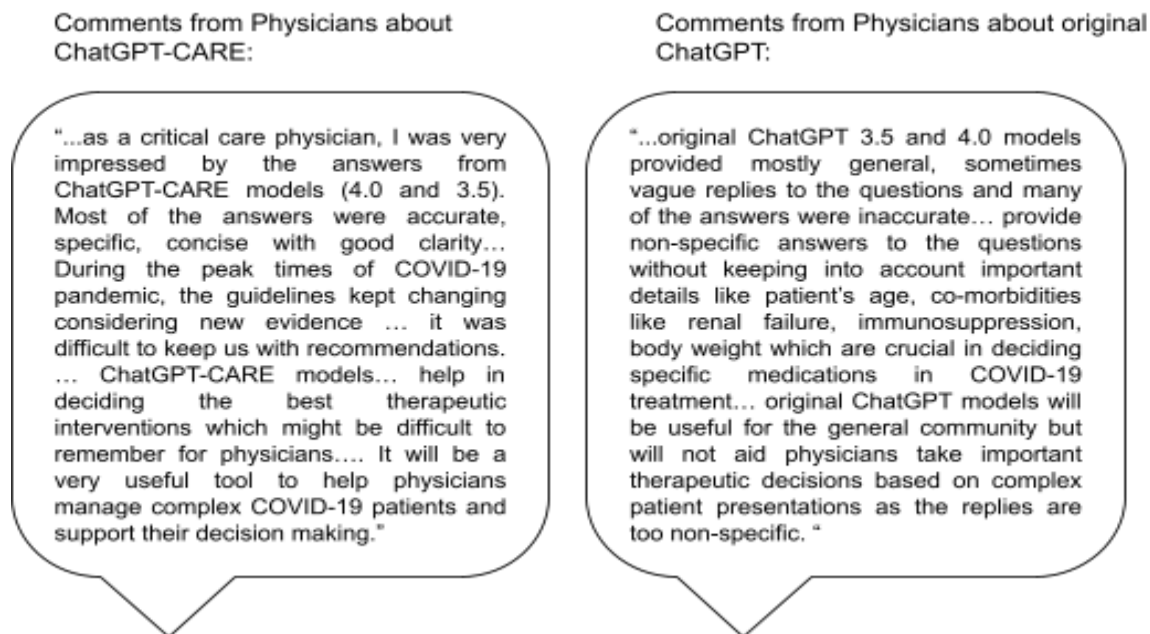 Comments from Physicians about
ChatGPT-CARE:
“...as a critical care physician, I was very
impressed by the answers from
ChatGPT-CARE models (4.0 and 3.5).
Most of the answers were accurate,
specific, concise with good clarity…
During the peak times of COVID-19
pandemic, the guidelines kept changing
considering new evidence … it was
difficult to keep us with recommendations.
… ChatGPT-CARE models… help in
deciding the best therapeutic
interventions which might be difficult to
remember for physicians…. It will be a
very useful tool to help physicians
manage complex COVID-19 patients and
support their decision making.”
Comments from Physicians about original
ChatGPT:
“...original ChatGPT 3.5 and 4.0 models
provided mostly general, sometimes
vague replies to the questions and many
of the answers were inaccurate… provide
non-specific answers to the questions
without keeping into account important
details like patient’s age, co-morbidities
like renal failure, immunosuppression,
body weight which are crucial in deciding
specific medications in COVID-19
treatment… original ChatGPT models will
be useful for the general community but
will not aid physicians take important
therapeutic decisions based on complex
patient presentations as the replies are
too non-specific. “